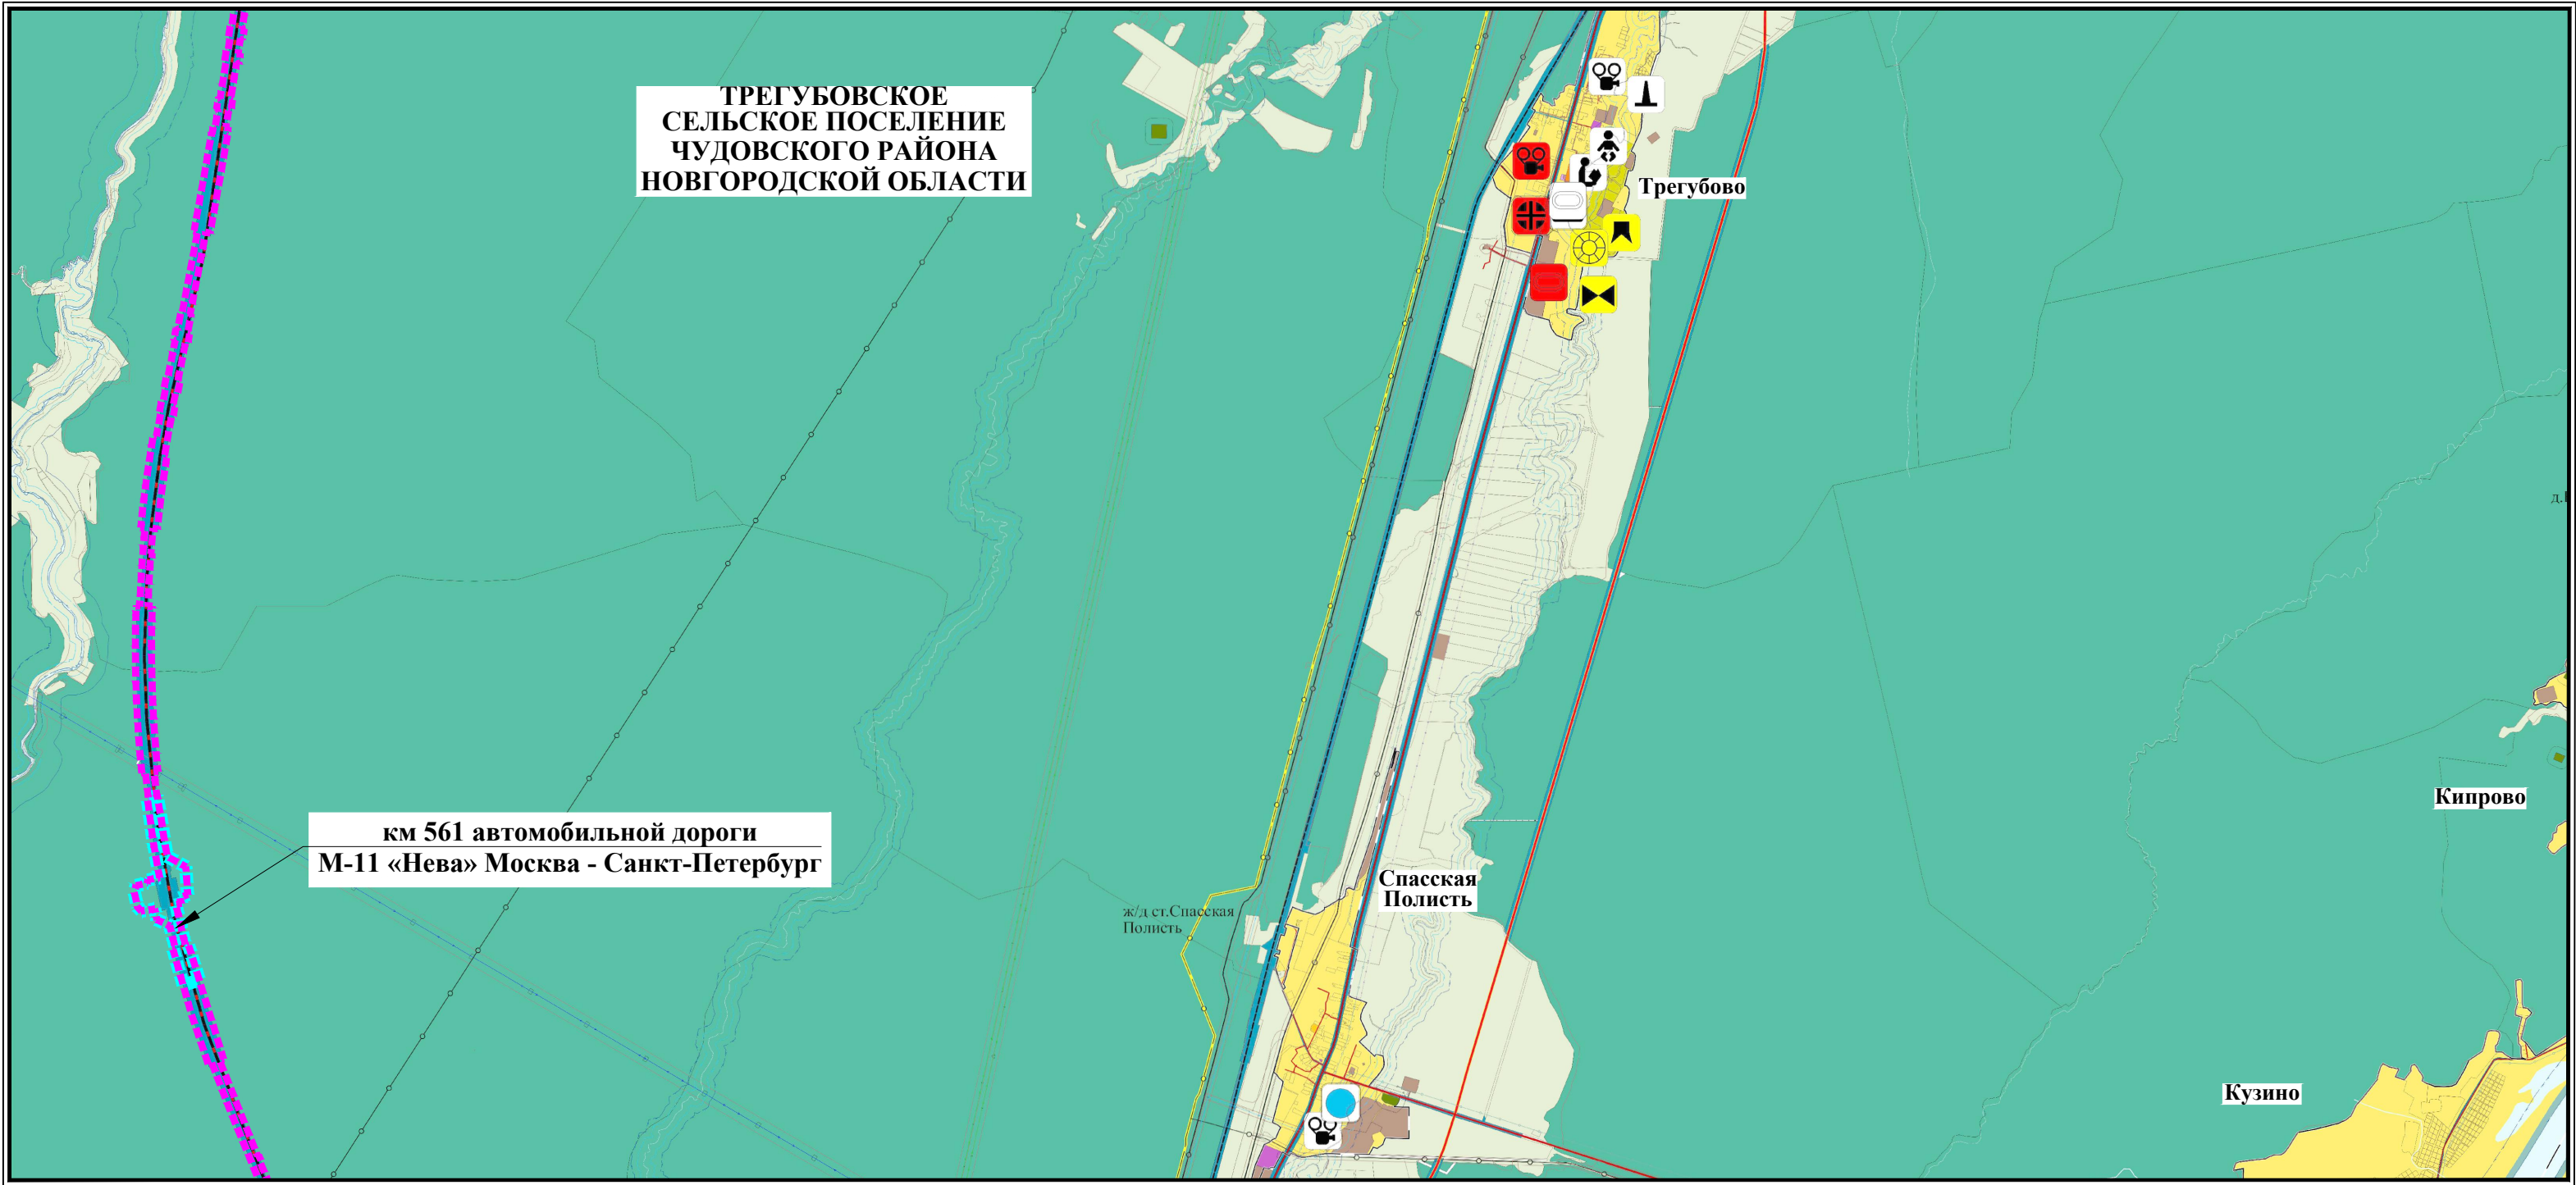 ТРЕГУБОВСКОЕ
СЕЛЬСКОЕ ПОСЕЛЕНИЕ
ЧУДОВСКОГО РАЙОНА
НОВГОРОДСКОЙ ОБЛАСТИ
Трегубово
д.
Кипрово
км 561 автомобильной дороги
М-11 «Нева» Москва - Санкт-Петербург
Спасская
Полисть
ж/д ст.Спасская
Полисть
Кузино